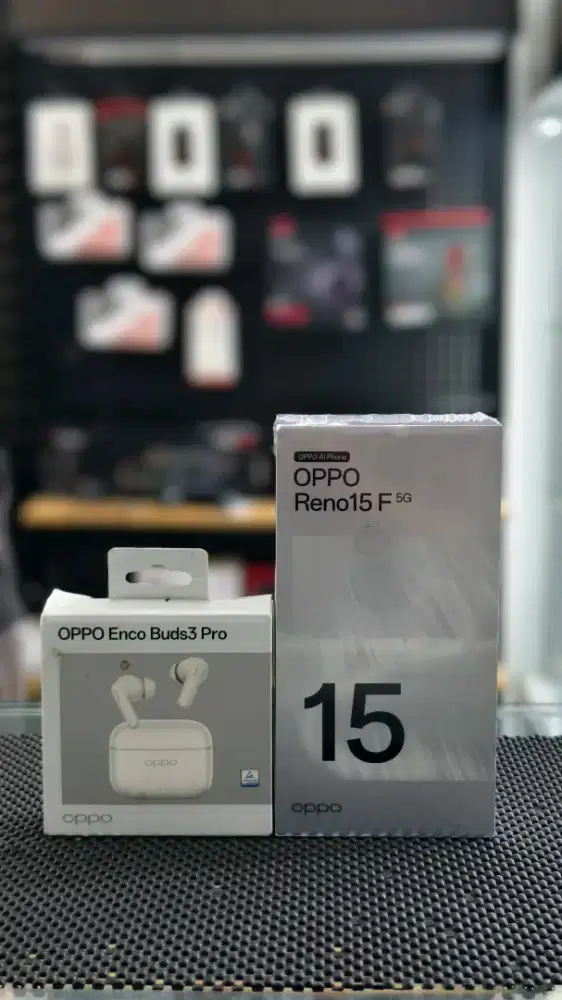 OPPO AI Phone
OPPO
Reno15 F 5G
15
oppo
OPPO Enco Buds3 Pro
oppo
oppo